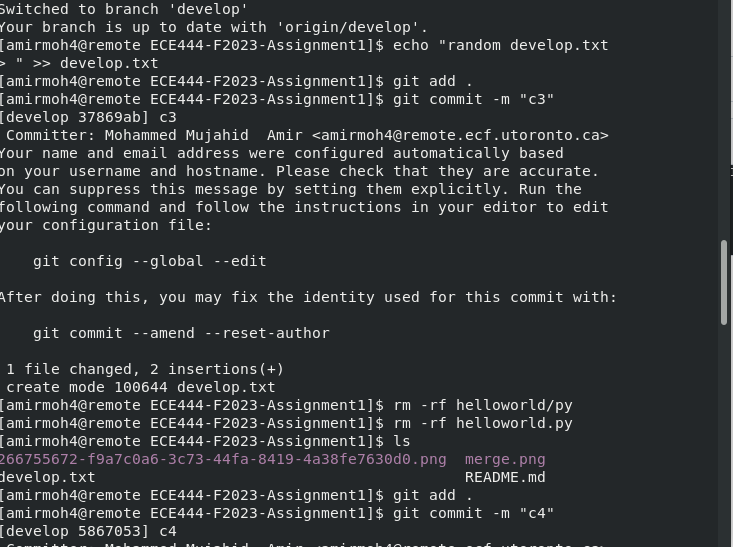 Switched to branch 'develop'
Your branch is up to date with 'origin/develop'.
[amirmoh4@remote ECE444-F2023-Assignment1]$ echo "random develop.txt
> " >> develop.txt
[amirmoh4@remote ECE444-F2023-Assignment1]$ git add .
[amirmoh4@remote ECE444-F2023-Assignment1]$ git commit -m "c3"
[develop 37869ab] c3
 Committer: Mohammed Mujahid  Amir <amirmoh4@remote.ecf.utoronto.ca>
Your name and email address were configured automatically based
on your username and hostname. Please check that they are accurate.
You can suppress this message by setting them explicitly. Run the
following command and follow the instructions in your editor to edit
your configuration file:
    git config --global --edit
After doing this, you may fix the identity used for this commit with:
    git commit --amend --reset-author
 1 file changed, 2 insertions(+)
 create mode 100644 develop.txt
[amirmoh4@remote ECE444-F2023-Assignment1]$ rm -rf helloworld/py
[amirmoh4@remote ECE444-F2023-Assignment1]$ rm -rf helloworld.py
[amirmoh4@remote ECE444-F2023-Assignment1]$ ls
266755672-f9a7c0a6-3c73-44fa-8419-4a38fe7630d0.png  merge.png
develop.txt                                         README.md
[amirmoh4@remote ECE444-F2023-Assignment1]$ git add .
[amirmoh4@remote ECE444-F2023-Assignment1]$ git commit -m "c4"
[develop 5867053] c4